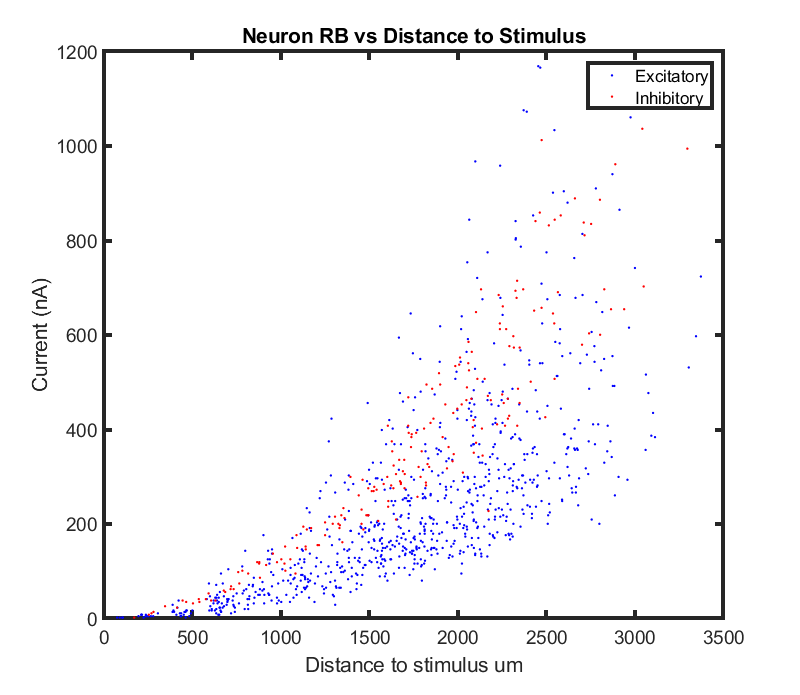 Neuron RB vs Distance to Stimulus
Excitatory
Inhibitory
Current (nA)
1200
1000
800
600
400
200
0
0 500 1000 1500 2000 2500 3000 3500
Distance to stimulus um